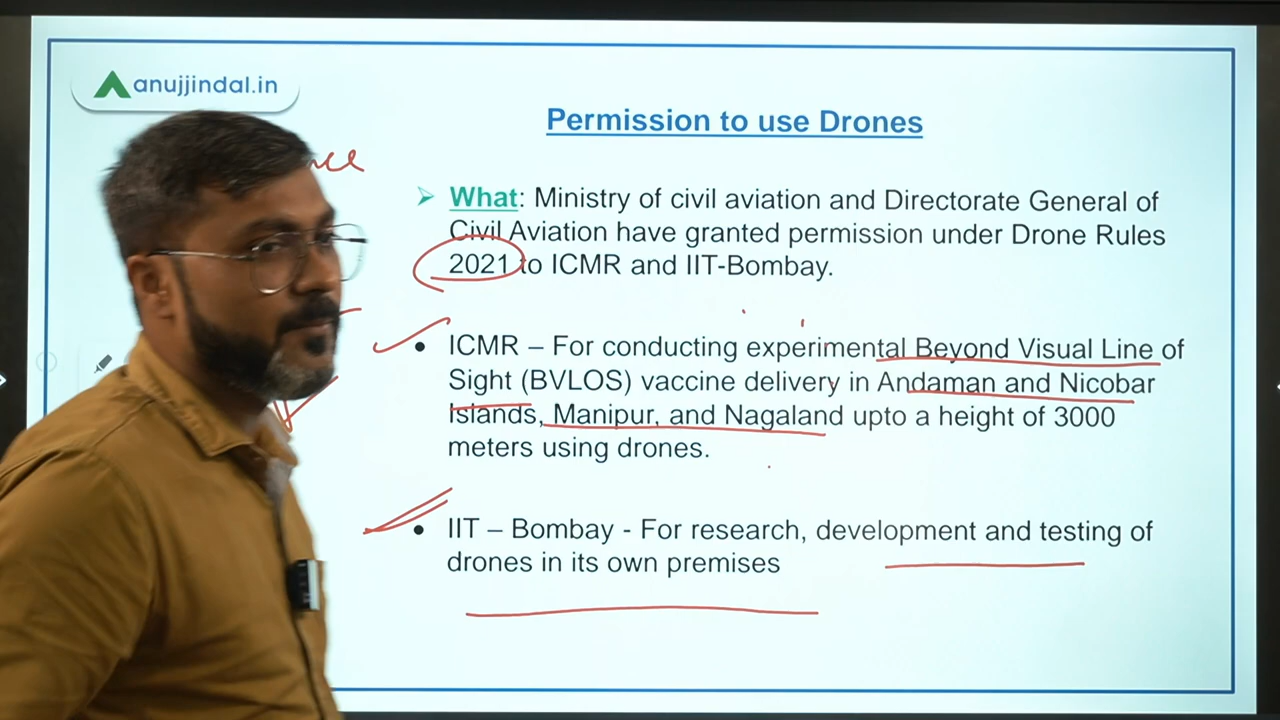 anujjindal.in
Permission to use Drones
What: Ministry of civil aviation and Directorate General of
Civil Aviation have granted permission under Drone Rules
2021 to ICMR and IIT-Bombay.
ICMR – For conducting experimental Beyond Visual Line of
Sight (BVLOS) vaccine delivery in Andaman and Nicobar
Islands, Manipur, and Nagaland upto a height of 3000
meters using drones.
IIT – Bombay - For research, development and testing of
drones in its own premises